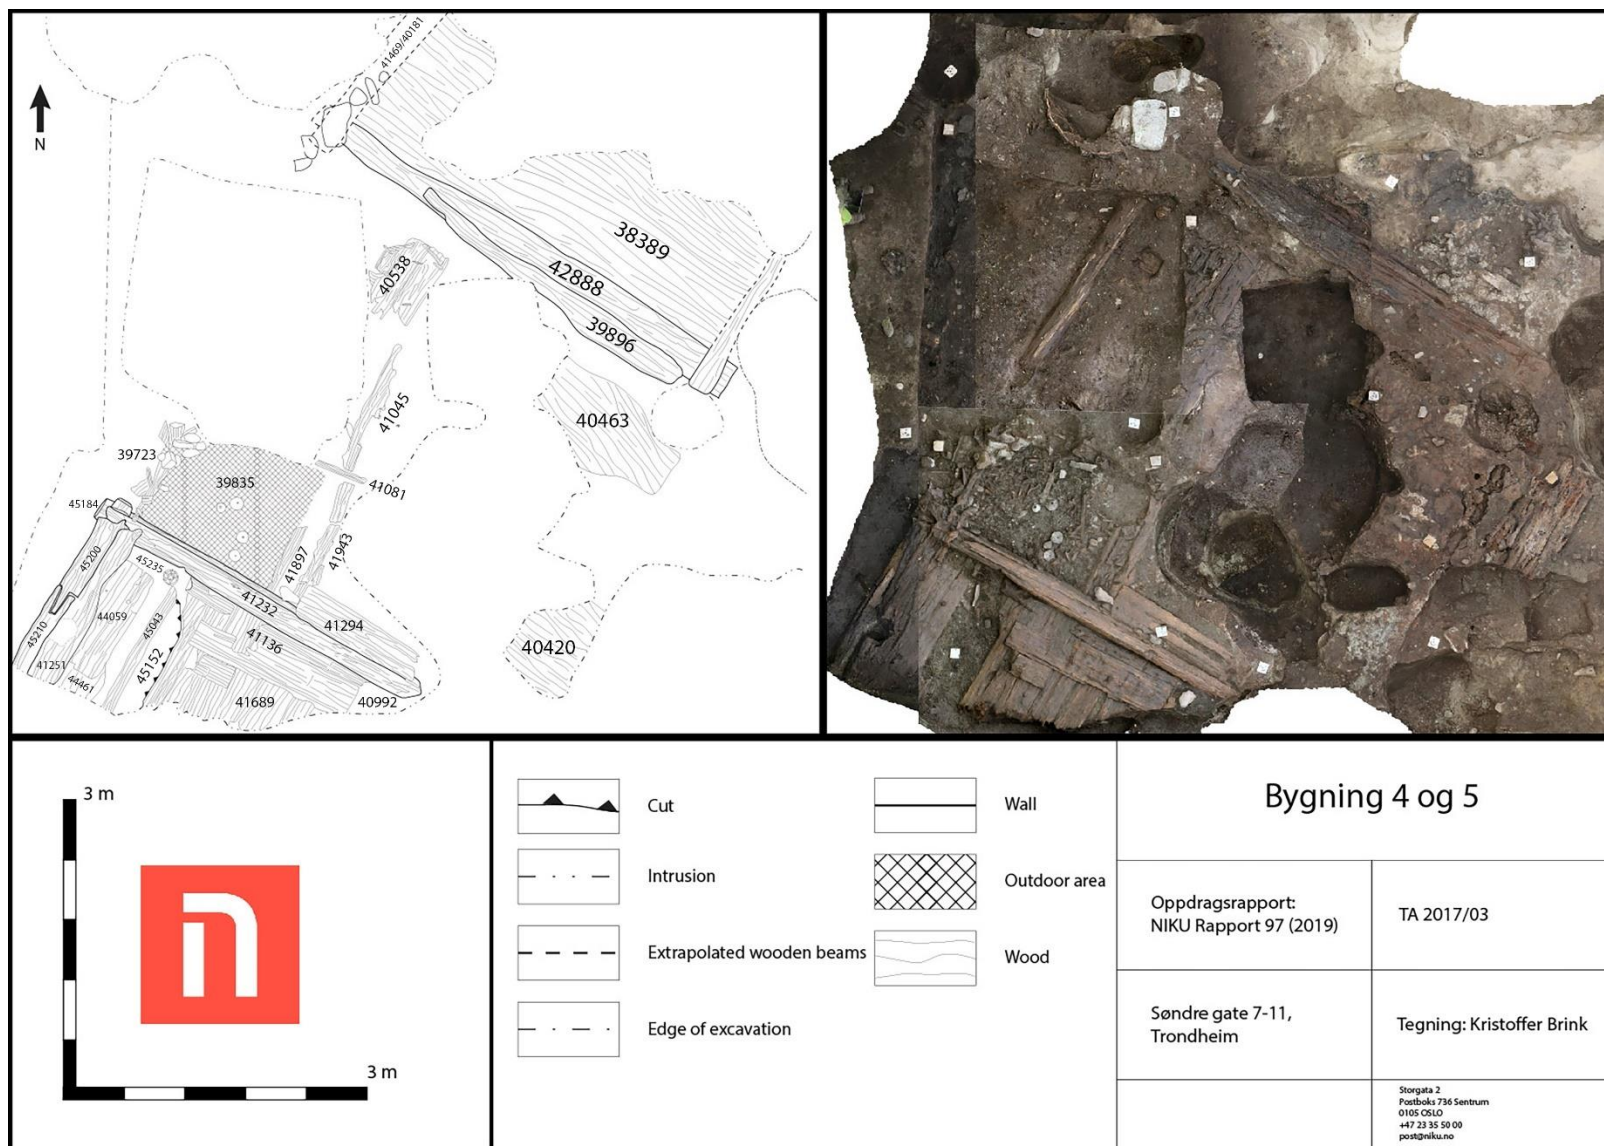 41469/40181
N
38389
42888
40538
39896
41045
40463
39723
39835
41081
45184
45200
45235
41897
41943
41232
41294
44059
45043
41136
45210
45152
40420
41251
44461
41689
40992
3 m
3 m
Cut
Intrusion
Extrapolated wooden beams
Edge of excavation
Wall
Outdoor area
Wood
Bygning 4 og 5
Oppdragsrapport:
NIKU Rapport 97 (2019)
TA 2017/03
Søndre gate 7-11,
Trondheim
Tegning: Kristoffer Brink
Storgata 2
Postboks 736 Sentrum
0105 OSLO
+47 23 35 50 00
post@niku.no